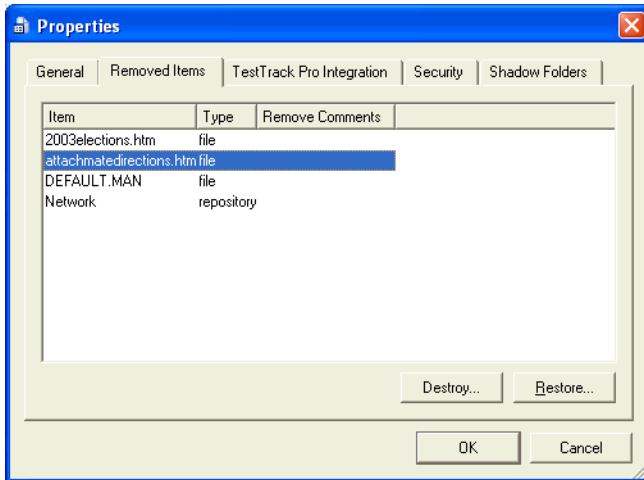 Properties
General Removed Items TestTrack Pro Integration Security Shadow Folders
Item Type Remove Comments
2003elections.htm file
attachmatedirections.htm file
DEFAULT.MAN file
Network repository
Destroy... Restore...
OK Cancel